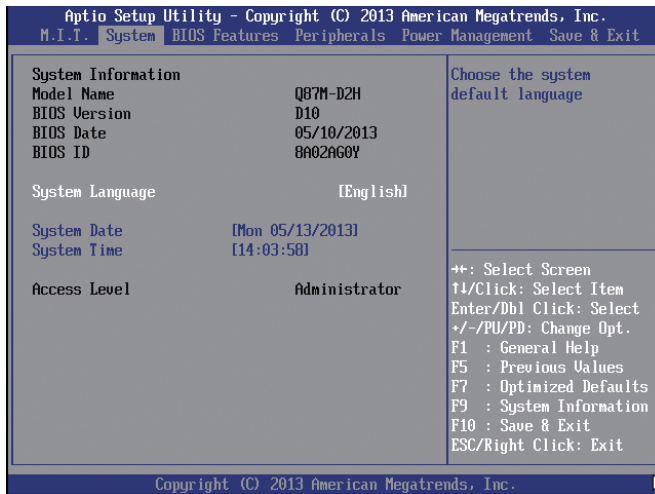 Aptio Setup Utility - Copyright (C) 2013 American Megatrends, Inc.
M.I.T. System BIOS Features Peripherals Power Management Save & Exit
System Information
Model Name Q87M-D2H
BIOS Version D10
BIOS Date 05/10/2013
BIOS ID 8A02AG0Y
System Language [English]
System Date [Mon 05/13/2013]
System Time [14:03:58]
Access Level Administrator
Choose the system
default language
→←: Select Screen
↑↓/Click: Select Item
Enter/Dbl Click: Select
+/-/PU/PD: Change Opt.
F1 : General Help
F5 : Previous Values
F7 : Optimized Defaults
F9 : System Information
F10 : Save & Exit
ESC/Right Click: Exit
Copyright (C) 2013 American Megatrends, Inc.